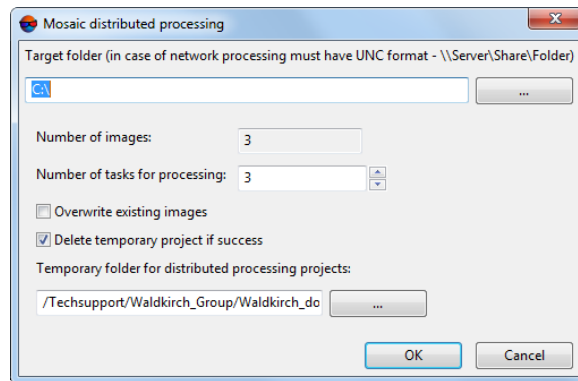 Mosaic distributed processing
Target folder (in case of network processing must have UNC format - \\Server\Share\Folder)
C:\
...
Number of images:
3
Number of tasks for processing:
3
Overwrite existing images
Delete temporary project if success
Temporary folder for distributed processing projects:
/Techsupport/Waldkirch_Group/Waldkirch_do
...
OK
Cancel